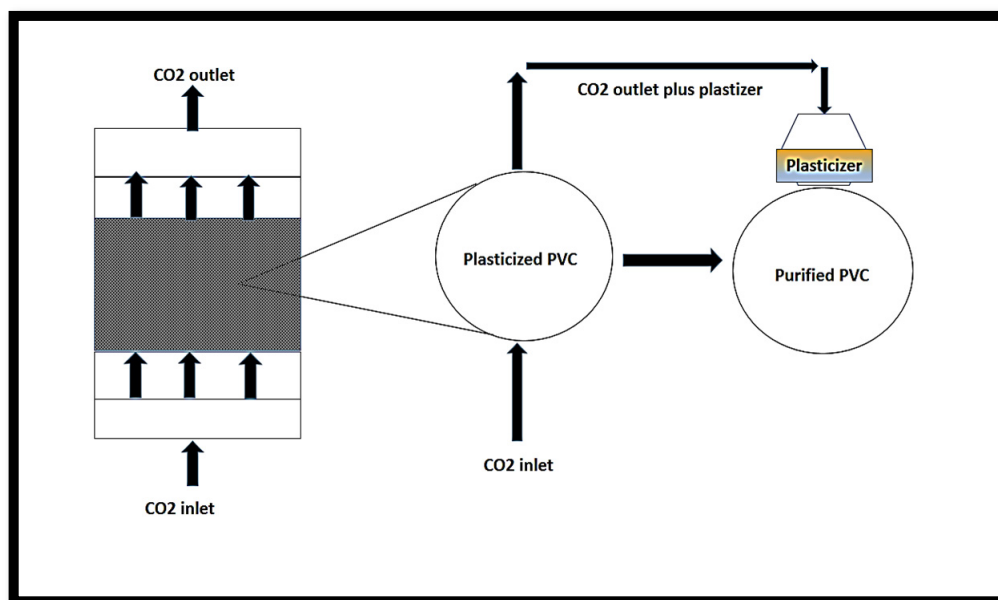 CO2 outlet
CO2 outlet plus plastizer
Plasticizer
Plasticized PVC
Purified PVC
CO2 inlet
CO2 inlet